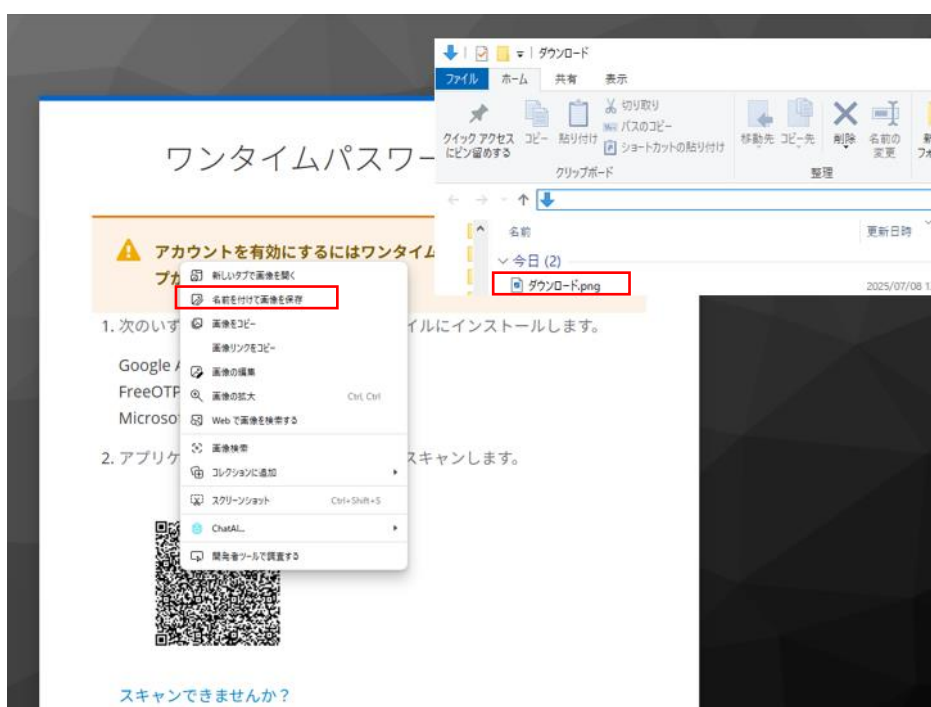 ダウンロード
ファイル ホーム 共有 表示
クイック アクセス
にピン留めする
コピー
貼り付け
切り取り
パスのコピー
ショートカットの貼り付け
クリップボード
移動先
コピー先
削除
名前の
変更
整理
名前 更新日時
今日 (2)
ダウンロード.png 2025/07/08
ワンタイムパスワー
アカウントを有効にするにはワンタイム
プ
新しいタブで画像を開く
名前を付けて画像を保存
画像をコピー
画像リンクをコピー
画像の編集
画像の拡大 Ctrl, Ctrl
Web で画像を検索する
画像検索
コレクションに追加
スクリーンショット Ctrl+Shift+S
ChatAI...
開発者ツールで調査する
1. 次のいず イルにインストールします。
Google A
FreeOTP
Microso
2. アプリケ スキャンします。
スキャンできませんか？